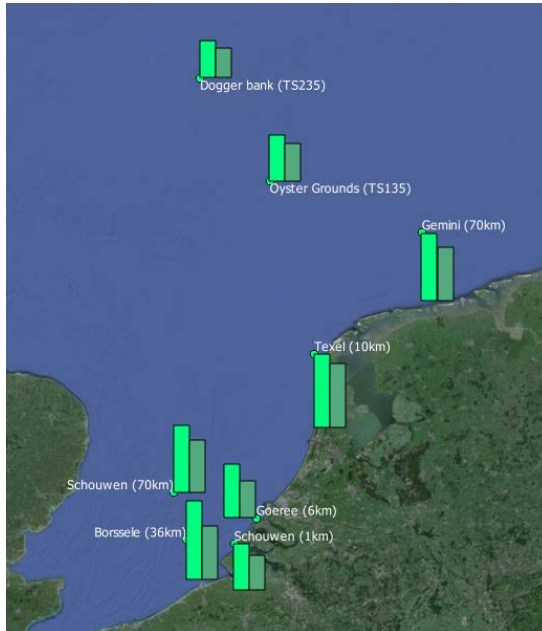 Dogger bank (TS235)
Oyster Grounds (TS135)
Gemini (70km)
Texel (10km)
Schouwen (70km)
Goeree (6km)
Borssele (36km)
Schouwen (1km)